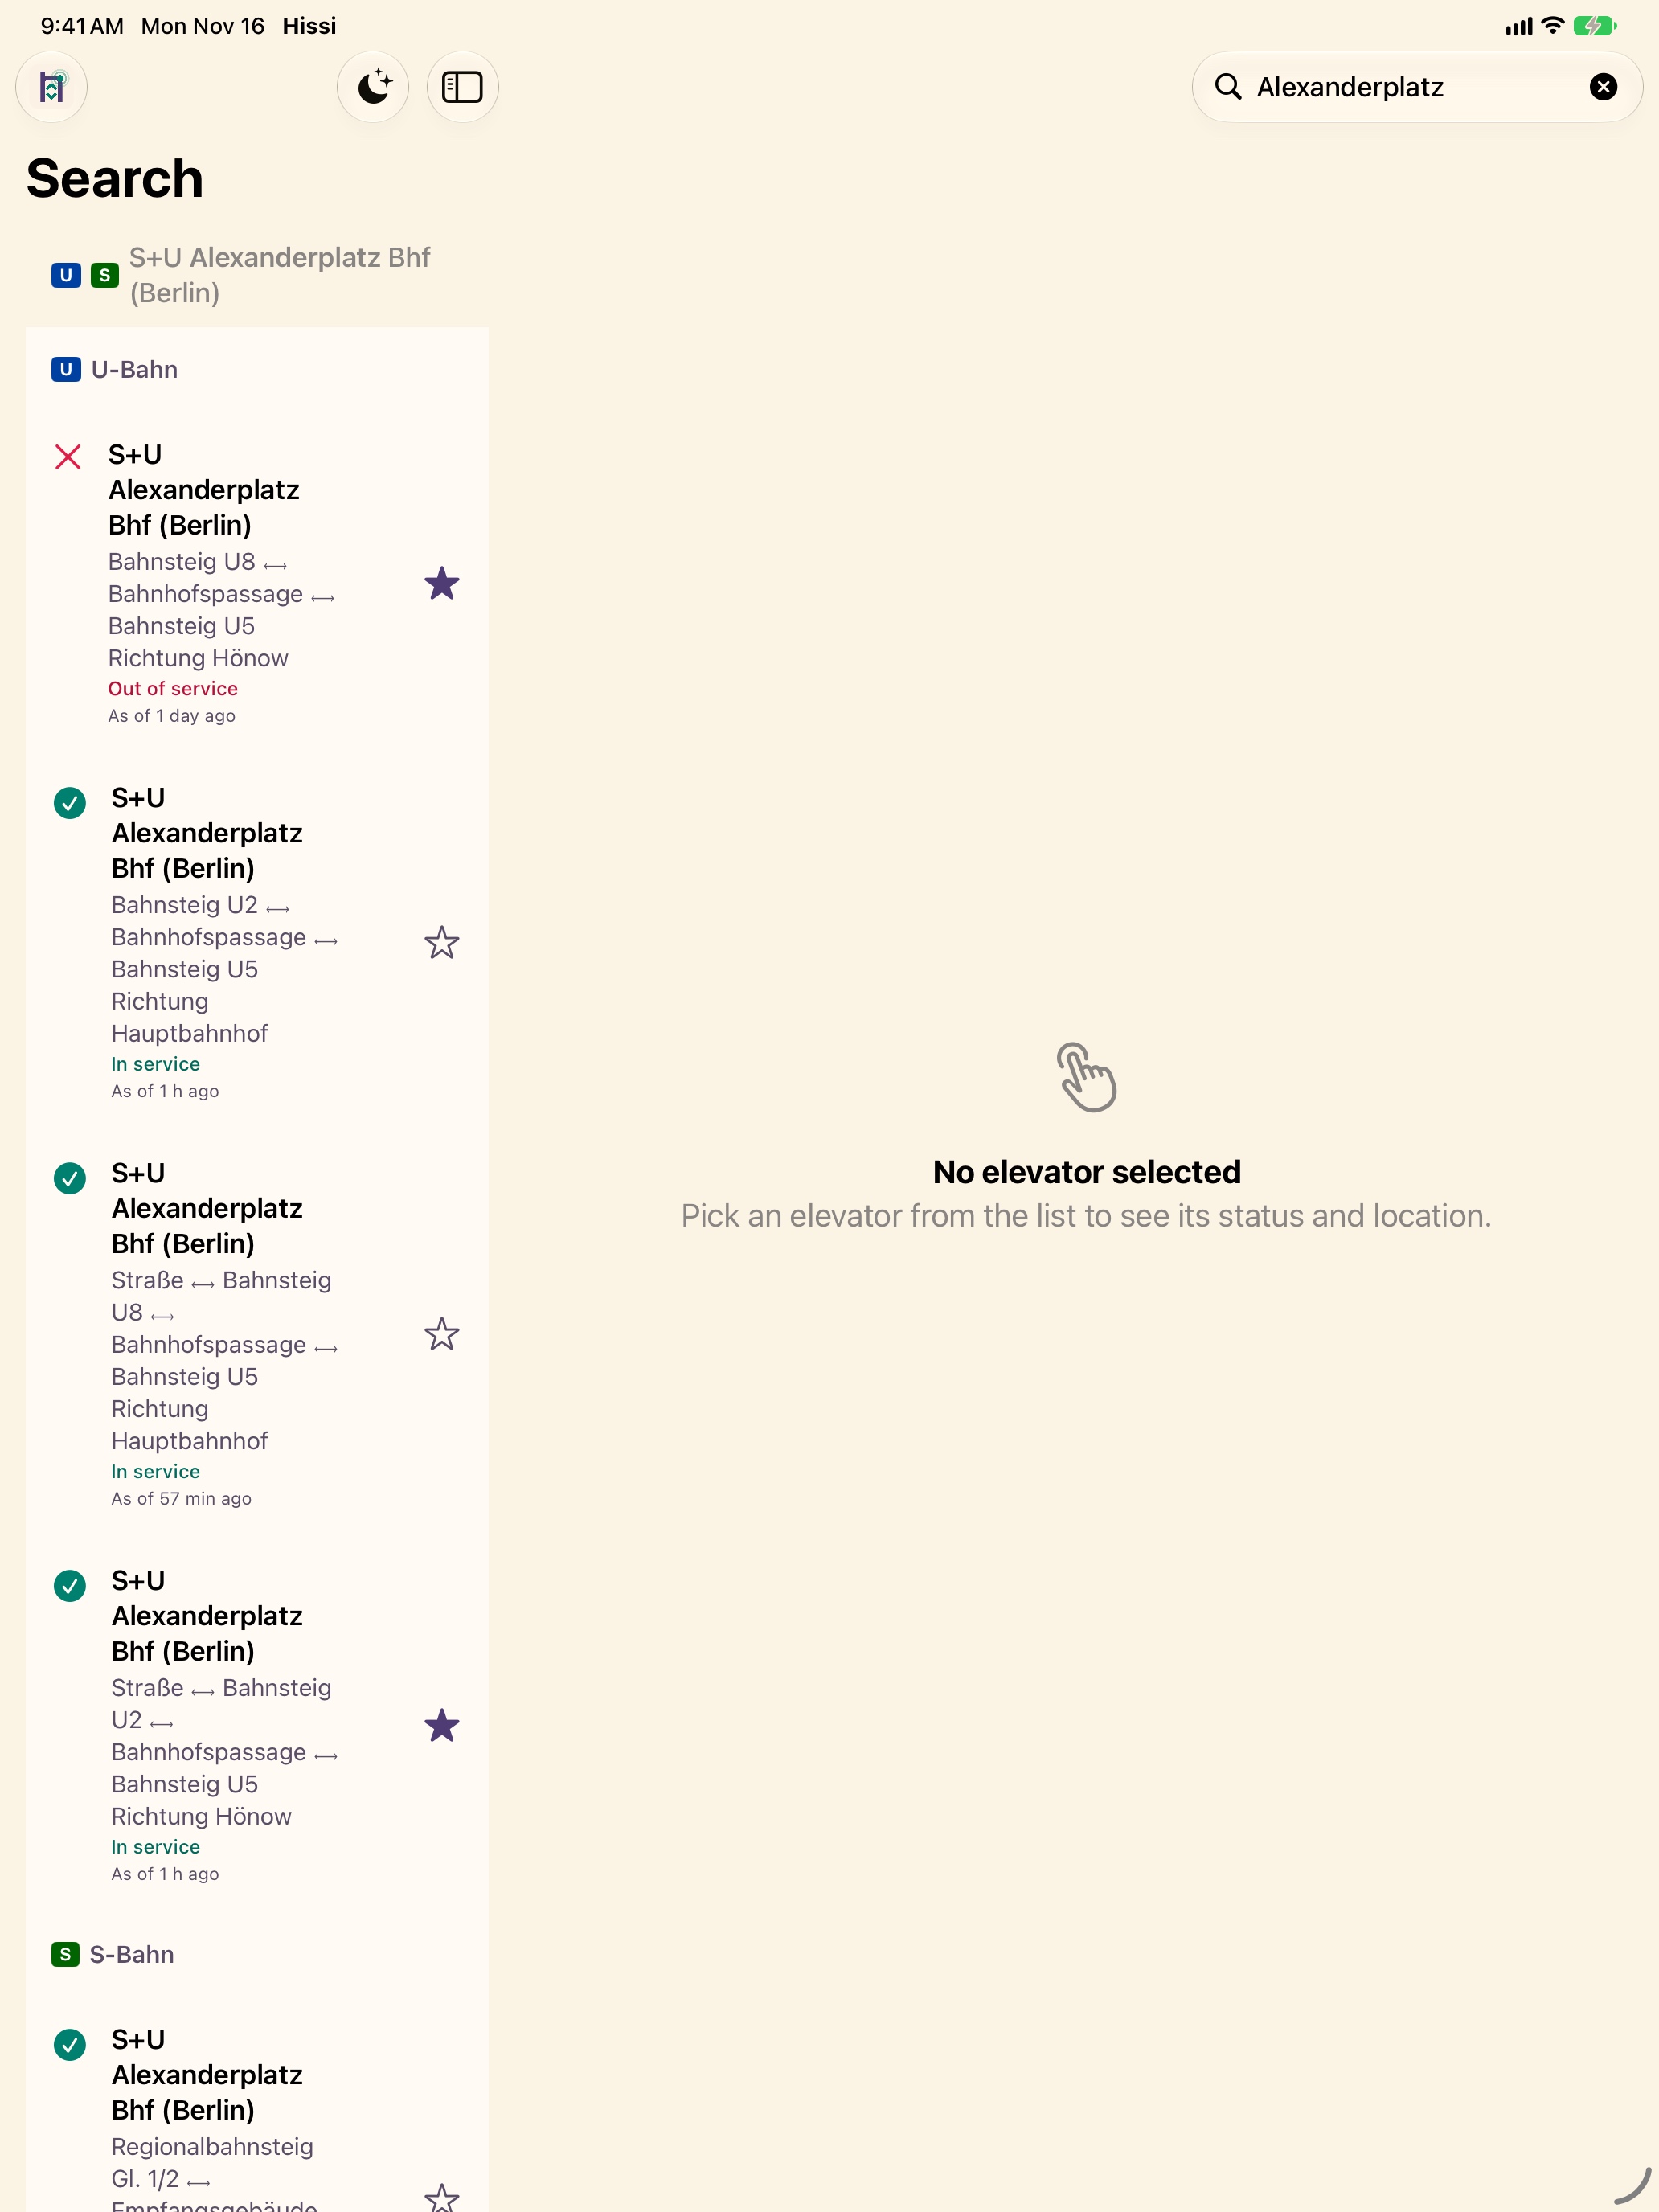 9:41 AM Mon Nov 16 Hissi
Alexanderplatz
Search
U S S+U Alexanderplatz Bhf
(Berlin)
U U-Bahn
S+U
Alexanderplatz
Bhf (Berlin)
Bahnsteig U8 ↔
Bahnhofspassage ↔
Bahnsteig U5
Richtung Hönow
Out of service
As of 1 day ago
S+U
Alexanderplatz
Bhf (Berlin)
Bahnsteig U2 ↔
Bahnhofspassage ↔
Bahnsteig U5
Richtung
Hauptbahnhof
In service
As of 1 h ago
S+U
Alexanderplatz
Bhf (Berlin)
Straße ↔ Bahnsteig
U8 ↔
Bahnhofspassage ↔
Bahnsteig U5
Richtung
Hauptbahnhof
In service
As of 57 min ago
S+U
Alexanderplatz
Bhf (Berlin)
Straße ↔ Bahnsteig
U2 ↔
Bahnhofspassage ↔
Bahnsteig U5
Richtung Hönow
In service
As of 1 h ago
S S-Bahn
S+U
Alexanderplatz
Bhf (Berlin)
Regionalbahnsteig
Gl. 1/2 ↔
Empfangsgebäude
No elevator selected
Pick an elevator from the list to see its status and location.